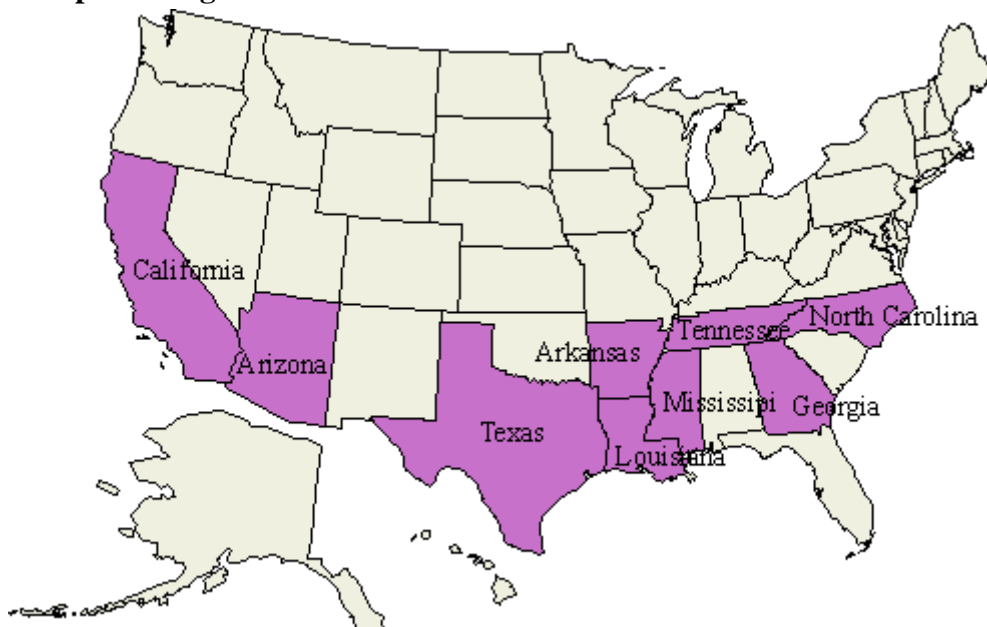 California
Arizona
Texas
Arkansas
Louisiana
Mississipi
Tennessee
North Carolina
Georgia